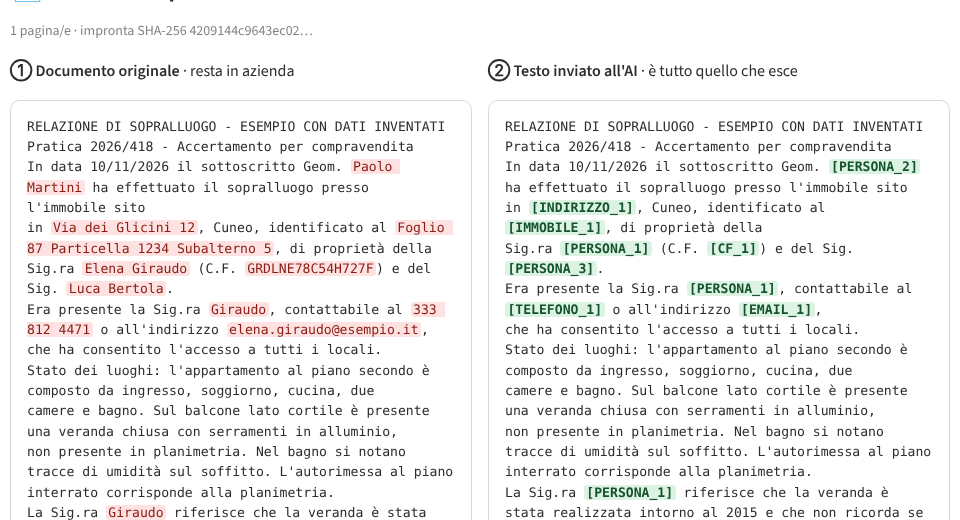 1 pagina/e · impronta SHA-256 4209144c9643ec02…
1 Documento originale · resta in azienda
RELAZIONE DI SOPRALLUOGO - ESEMPIO CON DATI INVENTATI
Pratica 2026/418 - Accertamento per compravendita
In data 10/11/2026 il sottoscritto Geom. Paolo
Martini ha effettuato il sopralluogo presso
l'immobile sito
in Via dei Glicini 12, Cuneo, identificato al Foglio
87 Particella 1234 Subalterno 5, di proprietà della
Sig.ra Elena Giraudo (C.F. GRDLNE78C54H727F) e del
Sig. Luca Bertola.
Era presente la Sig.ra Giraudo, contattabile al 333
812 4471 o all'indirizzo elena.giraudo@esempio.it,
che ha consentito l'accesso a tutti i locali.
Stato dei luoghi: l'appartamento al piano secondo è
composto da ingresso, soggiorno, cucina, due
camere e bagno. Sul balcone lato cortile è presente
una veranda chiusa con serramenti in alluminio,
non presente in planimetria. Nel bagno si notano
tracce di umidità sul soffitto. L'autorimessa al piano
interrato corrisponde alla planimetria.
La Sig.ra Giraudo riferisce che la veranda è stata
2 Testo inviato all'AI · è tutto quello che esce
RELAZIONE DI SOPRALLUOGO - ESEMPIO CON DATI INVENTATI
Pratica 2026/418 - Accertamento per compravendita
In data 10/11/2026 il sottoscritto Geom. [PERSONA_2]
ha effettuato il sopralluogo presso l'immobile sito
in [INDIRIZZO_1], Cuneo, identificato al
[IMMOBILE_1], di proprietà della
Sig.ra [PERSONA_1] (C.F. [CF_1]) e del Sig.
[PERSONA_3].
Era presente la Sig.ra [PERSONA_1], contattabile al
[TELEFONO_1] o all'indirizzo [EMAIL_1],
che ha consentito l'accesso a tutti i locali.
Stato dei luoghi: l'appartamento al piano secondo è
composto da ingresso, soggiorno, cucina, due
camere e bagno. Sul balcone lato cortile è presente
una veranda chiusa con serramenti in alluminio,
non presente in planimetria. Nel bagno si notano
tracce di umidità sul soffitto. L'autorimessa al piano
interrato corrisponde alla planimetria.
La Sig.ra [PERSONA_1] riferisce che la veranda è
stata realizzata intorno al 2015 e che non ricorda se